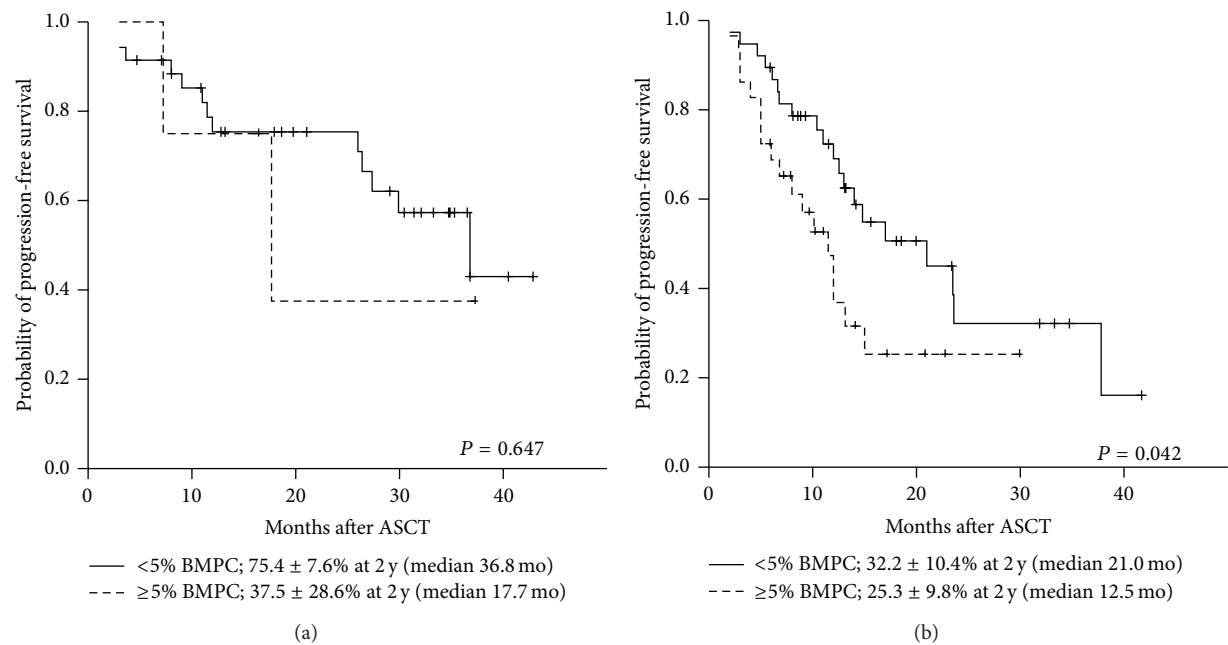 Probability of progression-free survival
1.0
0.8
0.6
0.4
0.2
0.0
0
10
20
30
40
P = 0.647
Months after ASCT
<5% BMPC; 75.4 ± 7.6% at 2 y (median 36.8 mo)
≥5% BMPC; 37.5 ± 28.6% at 2 y (median 17.7 mo)
(a)
Probability of progression-free survival
1.0
0.8
0.6
0.4
0.2
0.0
0
10
20
30
40
P = 0.042
Months after ASCT
<5% BMPC; 32.2 ± 10.4% at 2 y (median 21.0 mo)
≥5% BMPC; 25.3 ± 9.8% at 2 y (median 12.5 mo)
(b)